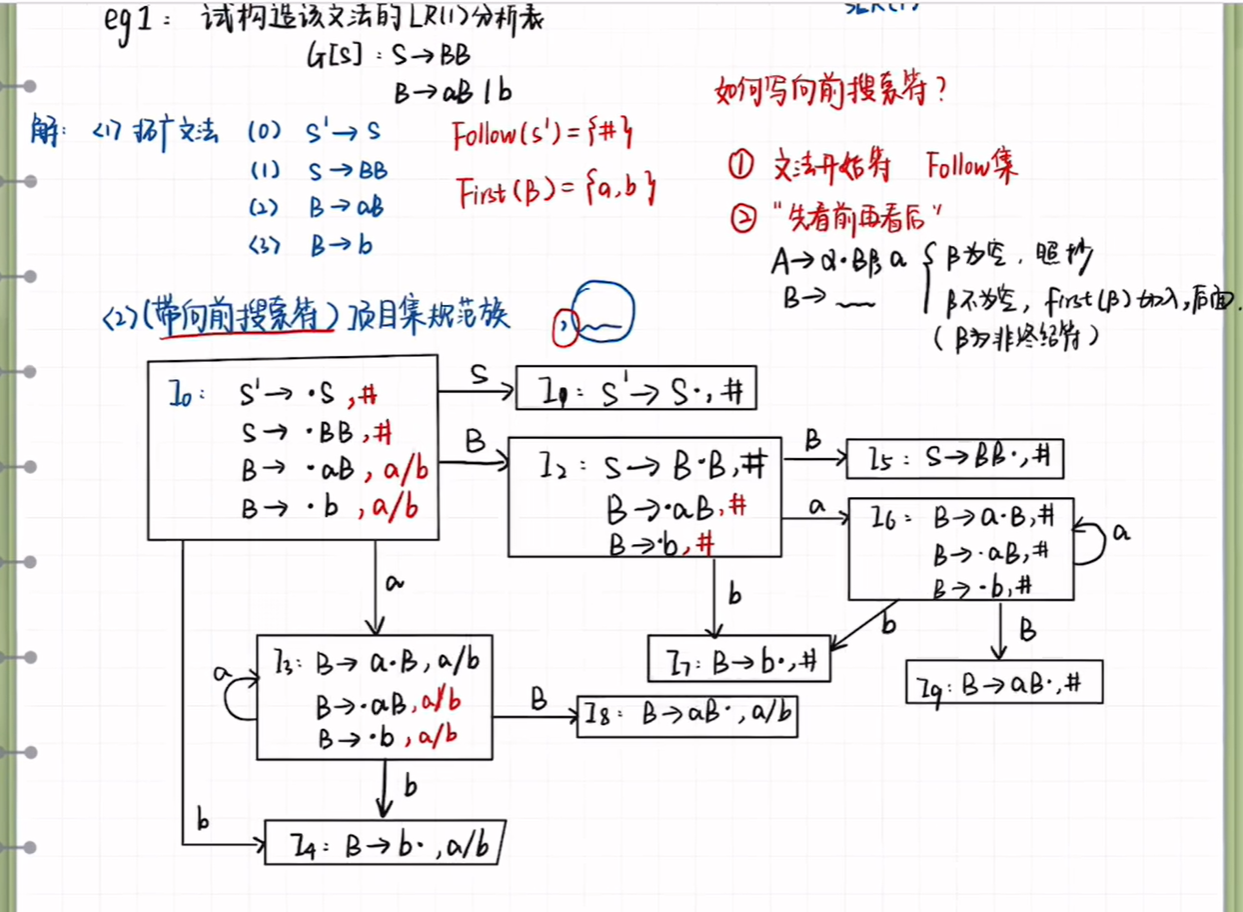 eg1: 试构造该文法的LR(1)分析表
G[S]: S→BB
B→aB|b
解: <1> 拓广文法 (0) S'→S
(1) S→BB
(2) B→aB
(3) B→b
Follow(S')={#}
First(B)={a,b}
如何写向前搜索符?
① 文法开始符 Follow集
② "先看前再看后"
A→α·Bβ a { β为空, 照抄
B→ β不为空, first(β)加入,后面.
(β为非终结符)
<2>(带向前搜索符)项目集规范族
,
I0: S'→·S,#
S→·BB,#
B→·aB, a/b
B→·b, a/b
S
I1: S'→S·,#
B
I2: S→B·B,#
B→·aB,#
B→·b,#
B
I5: S→BB·,#
a
I6: B→a·B,#
B→·aB,#
B→·b,#
a
a
b
b
B
I7: B→b·,#
I9: B→aB·,#
a
I3: B→a·B, a/b
B→·aB, a/b
B→·b, a/b
B
I8: B→aB·, a/b
b
b
I4: B→b·, a/b